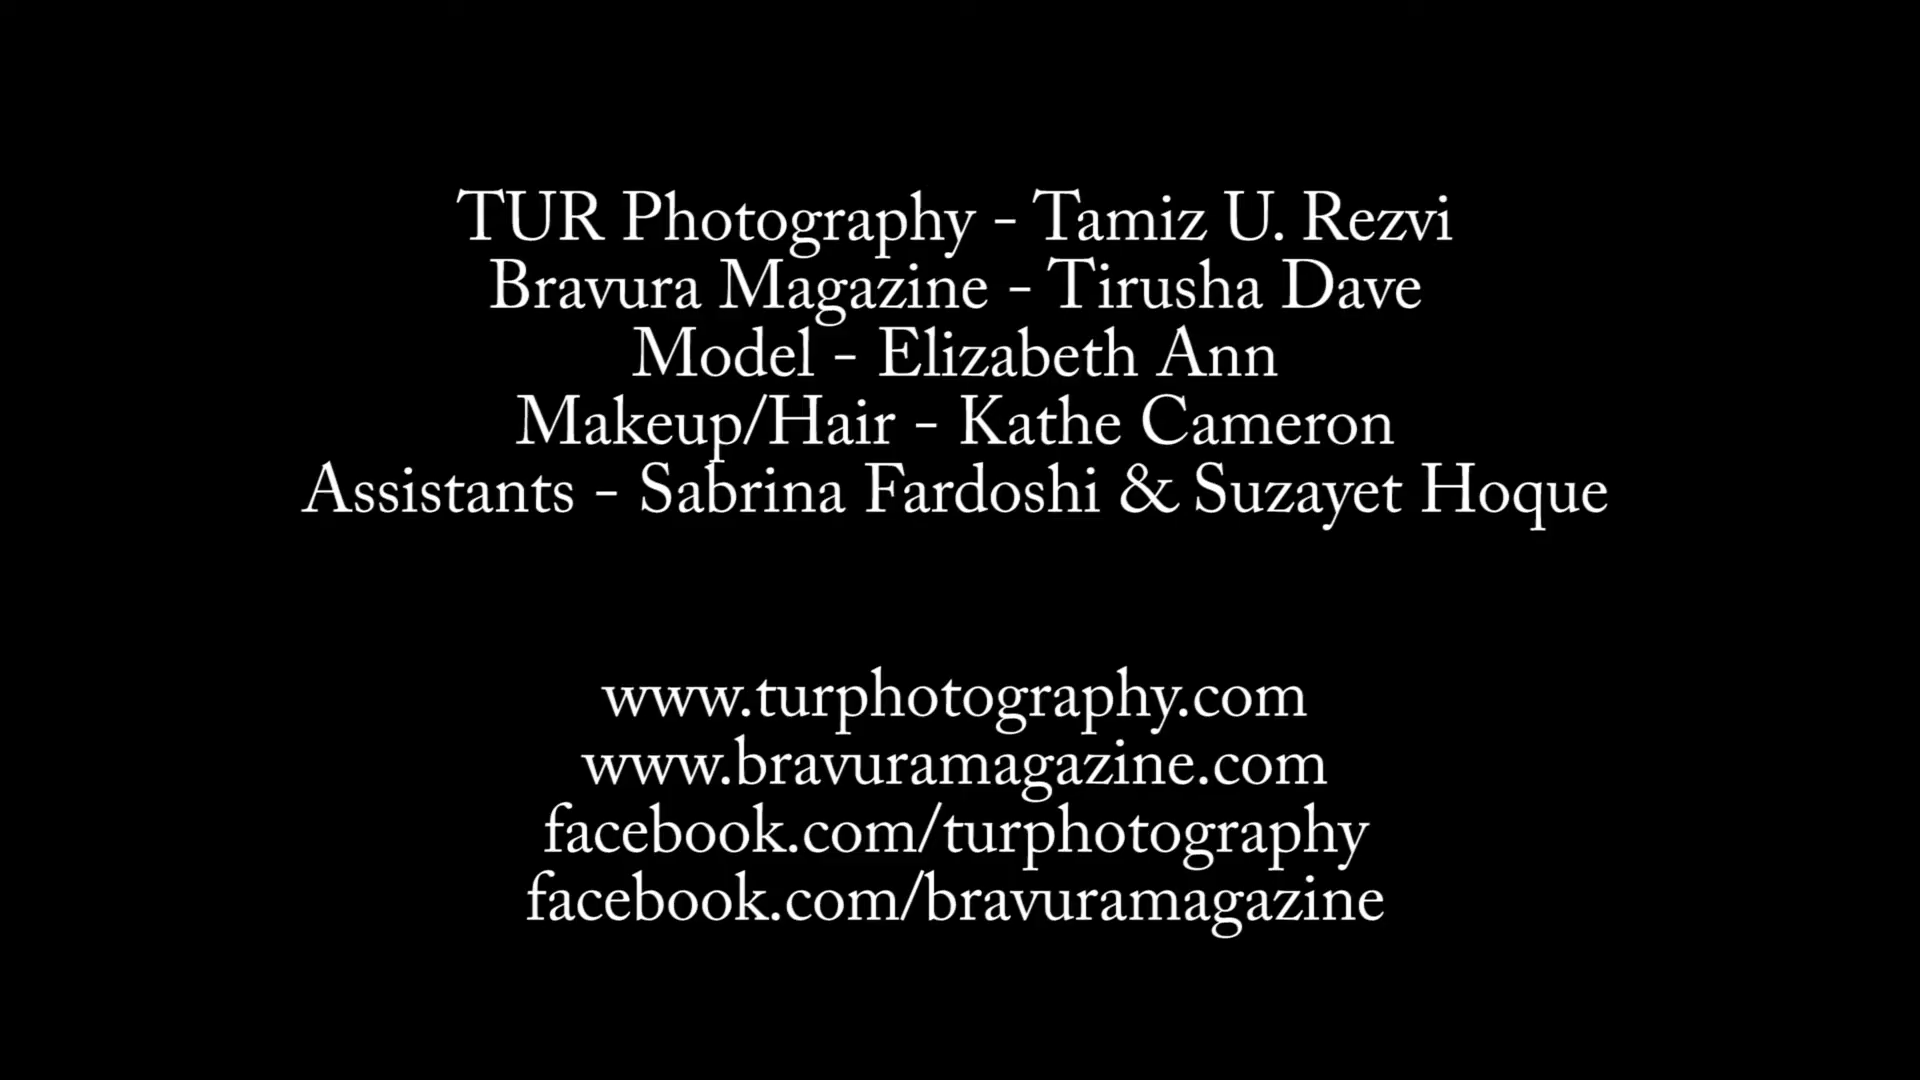 TUR Photography - Tamiz U. Rezvi
Bravura Magazine - Tirusha Dave
Model - Elizabeth Ann
Makeup/Hair - Kathe Cameron
Assistants - Sabrina Fardoshi & Suzayet Hoque
www.turphotography.com
www.bravuramagazine.com
facebook.com/turphotography
facebook.com/bravuramagazine